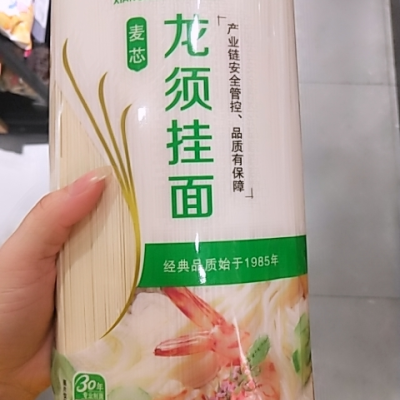 XIAN
麦芯
龙须挂面
「产业链安全管控、品质有保障」
经典品质始于1985年
30年